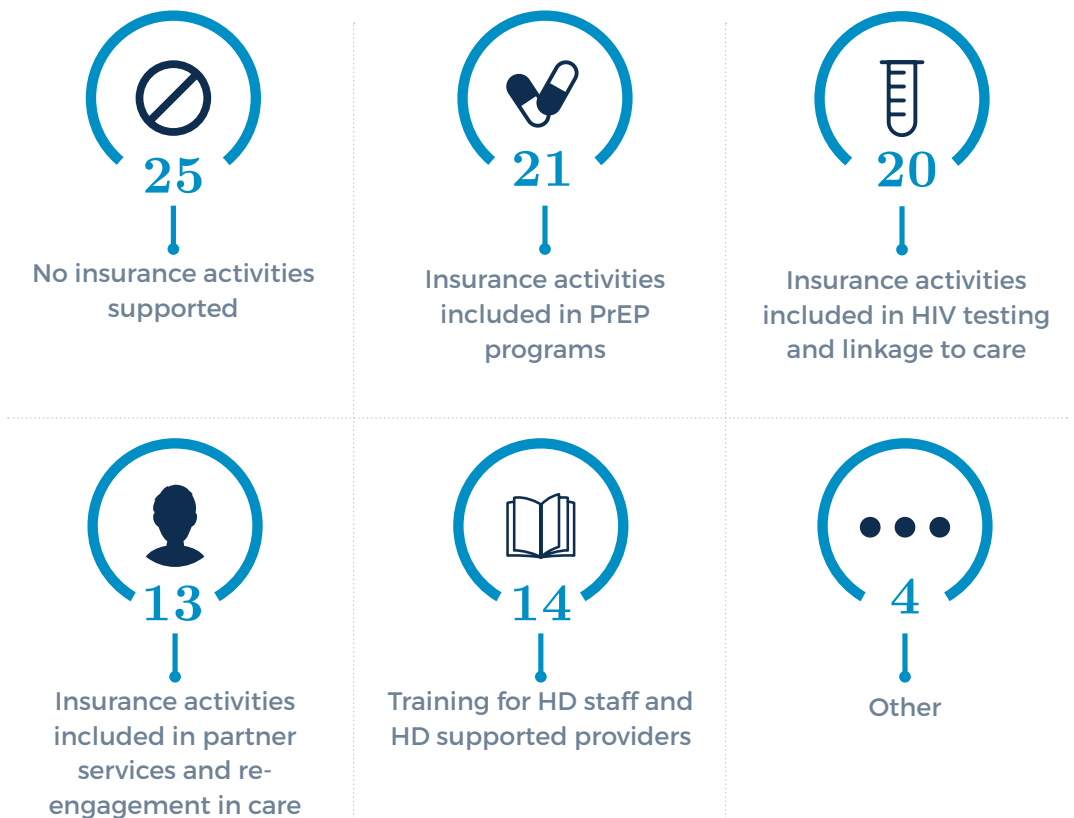 25
No insurance activities
supported
21
Insurance activities
included in PrEP
programs
20
Insurance activities
included in HIV testing
and linkage to care
13
Insurance activities
included in partner
services and re-
engagement in care
14
Training for HD staff and
HD supported providers
4
Other